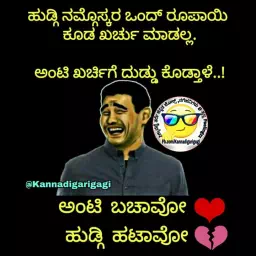 ಹುಡ್ಗಿ ನಮ್ಗೋಸ್ಕರ ಒಂದ್ ರೂಪಾಯಿ
ಕೂಡ ಖರ್ಚು ಮಾಡಲ್ಲ.
ಅಂಟಿ ಖರ್ಚಿಗೆ ದುಡ್ಡು ಕೊಡ್ತಾಳೆ..!
@Kannadigarigagi
ಅಂಟಿ ಬಚಾವೋ
ಹುಡ್ಗಿ ಹಟಾವೋ